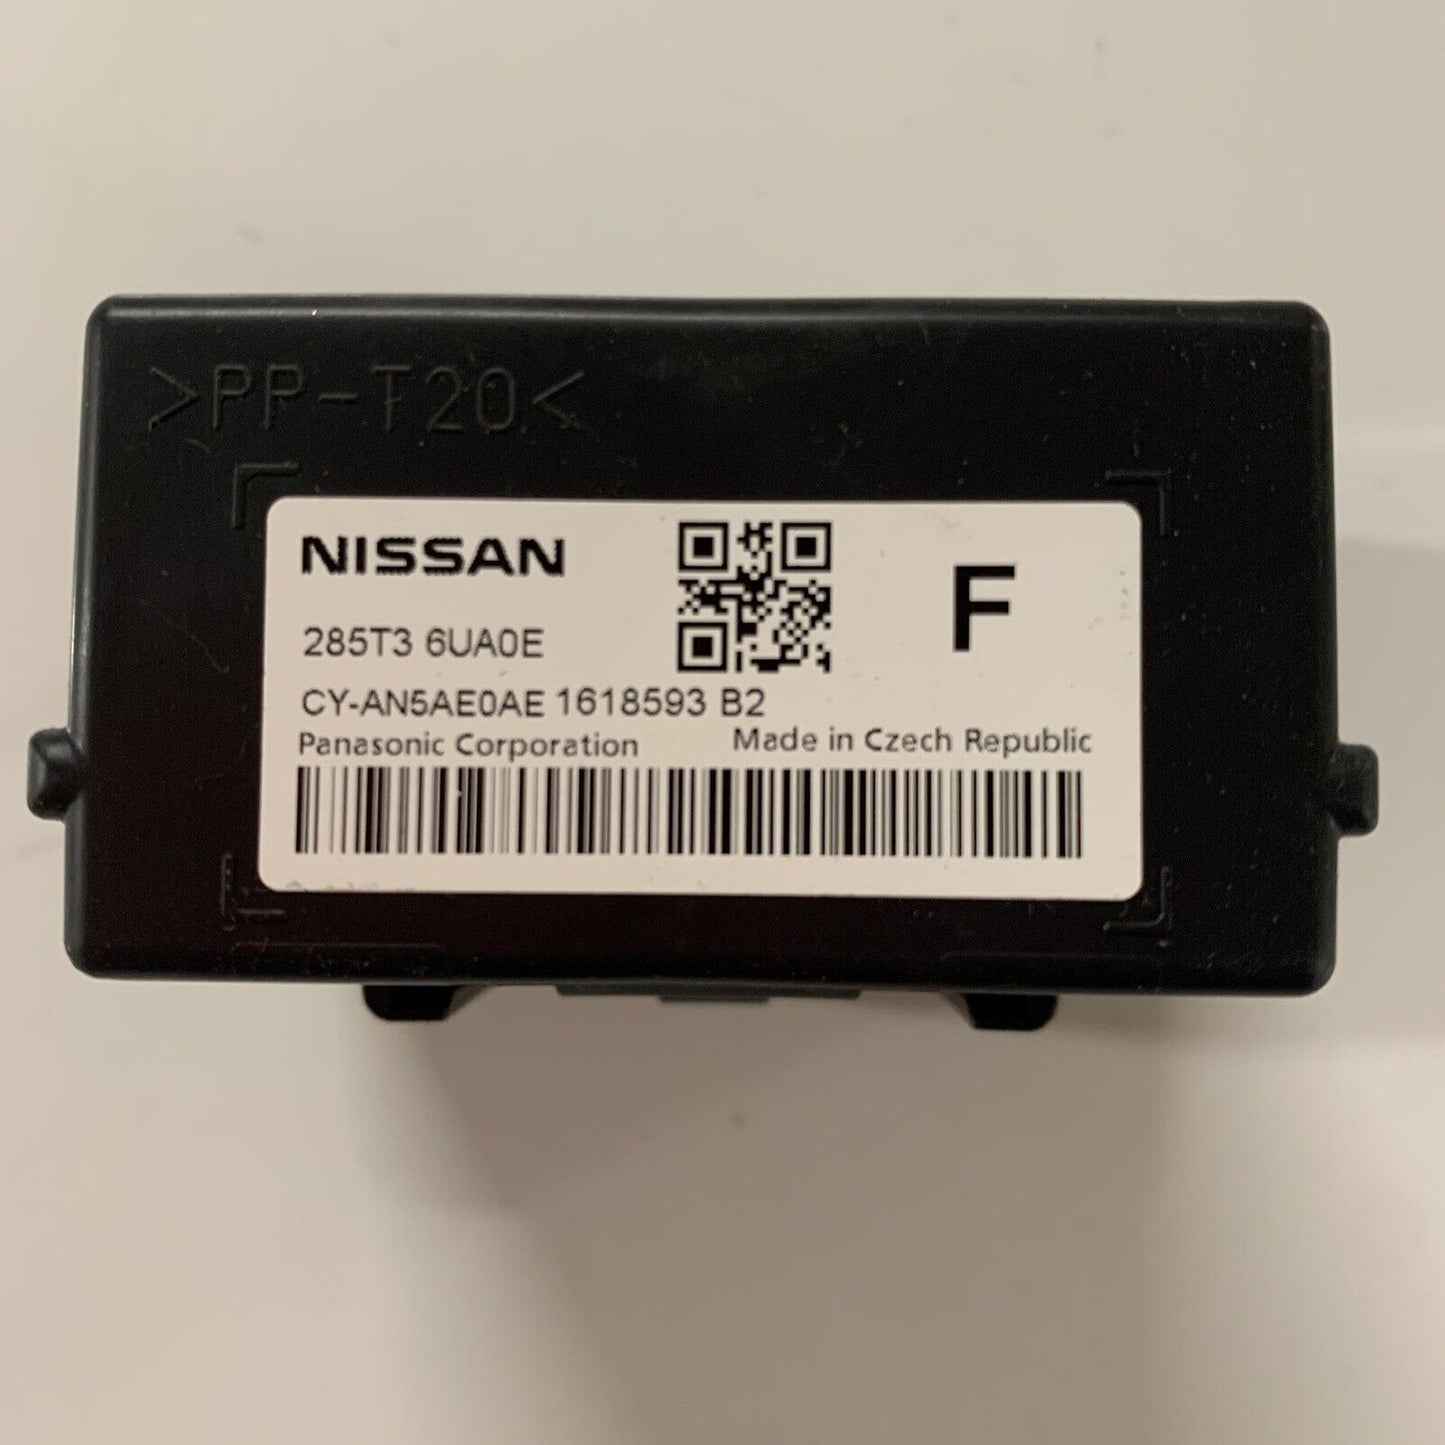 >PP-T20<
NISSAN
F
285T3 6UA0E
CY-AN5AE0AE 1618593 B2
Panasonic Corporation Made in Czech Republic